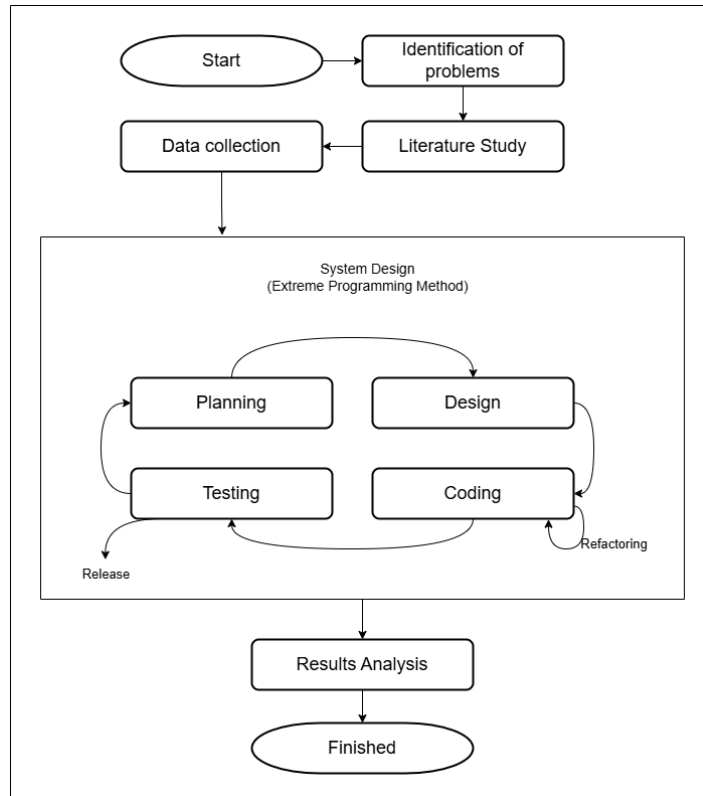 Start
Identification of
problems
Data collection
Literature Study
System Design
(Extreme Programming Method)
Planning
Design
Testing
Coding
Refactoring
Release
Results Analysis
Finished